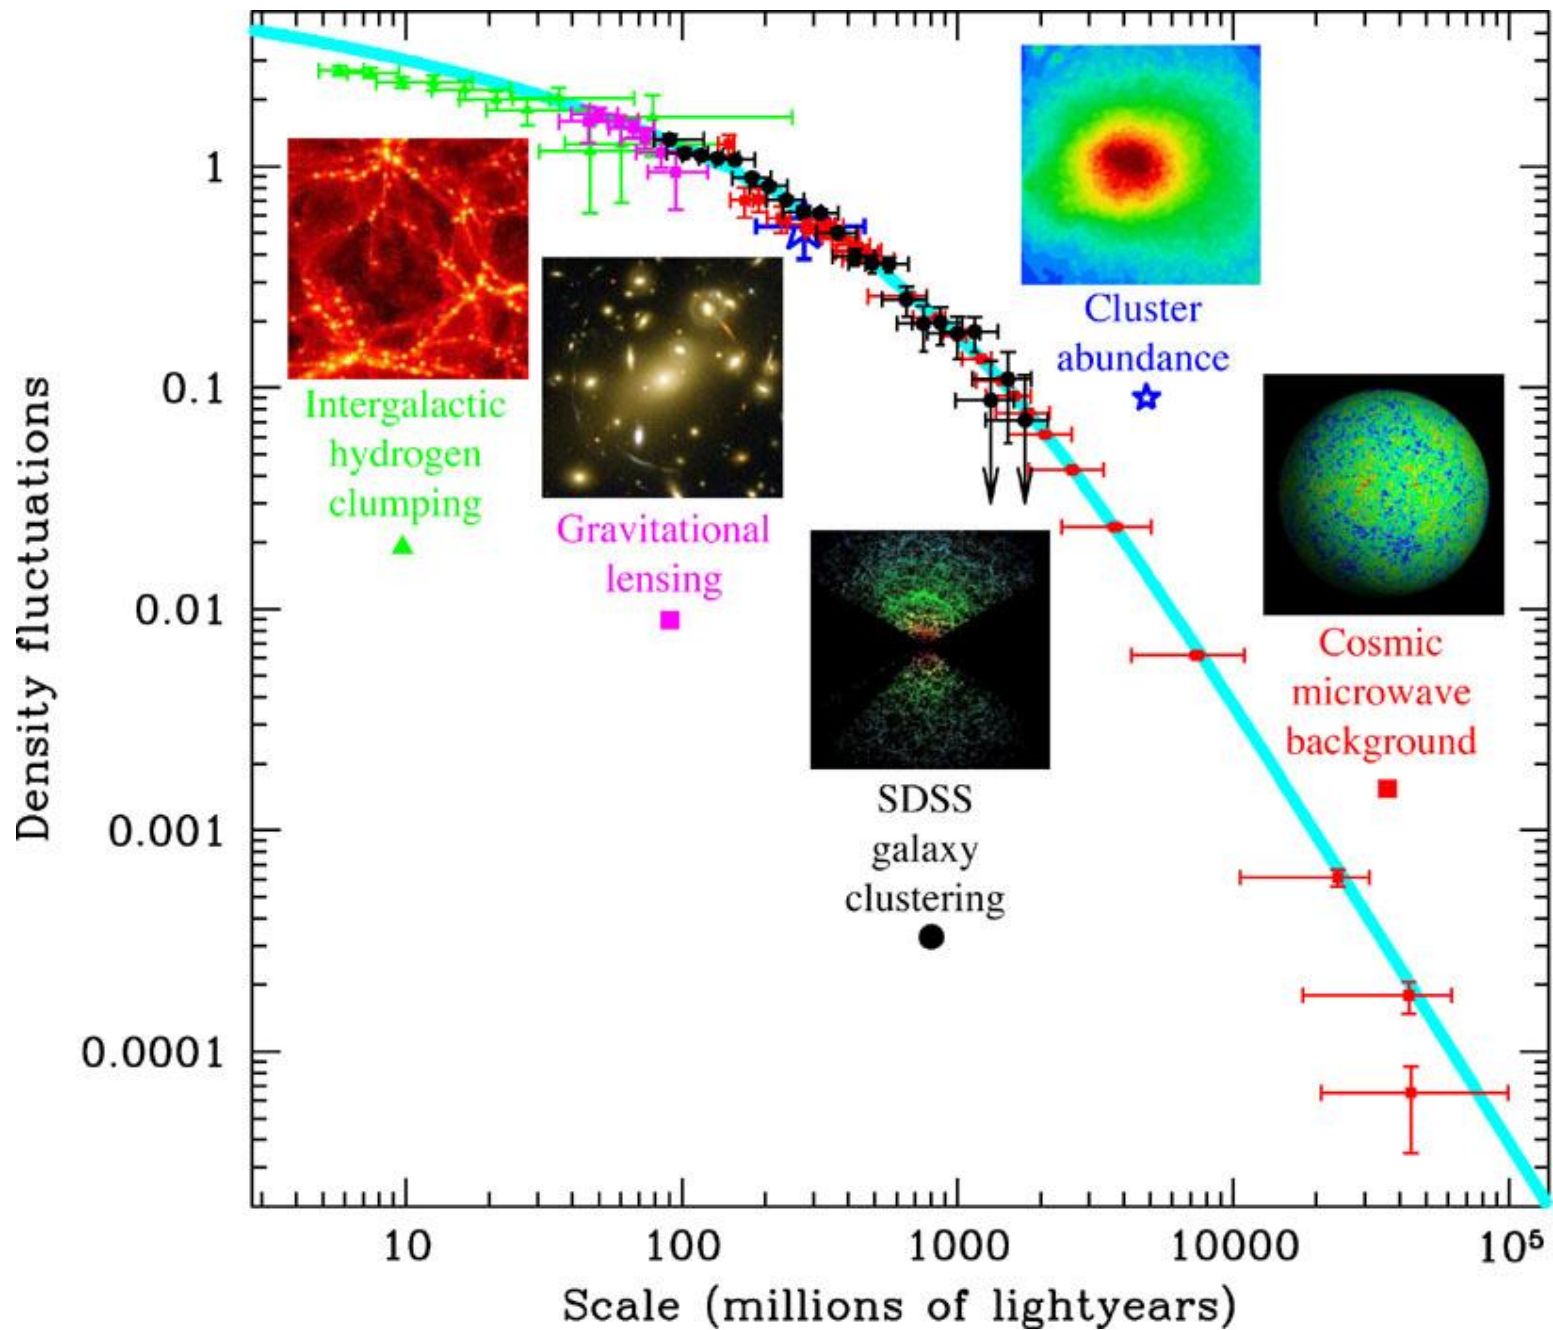 Density fluctuations
1
0.1
0.01
0.001
0.0001
Intergalactic
hydrogen
clumping
Gravitational
lensing
Cluster
abundance
SDSS
galaxy
clustering
Cosmic
microwave
background
10
100
1000
10000
10⁵
Scale (millions of lightyears)